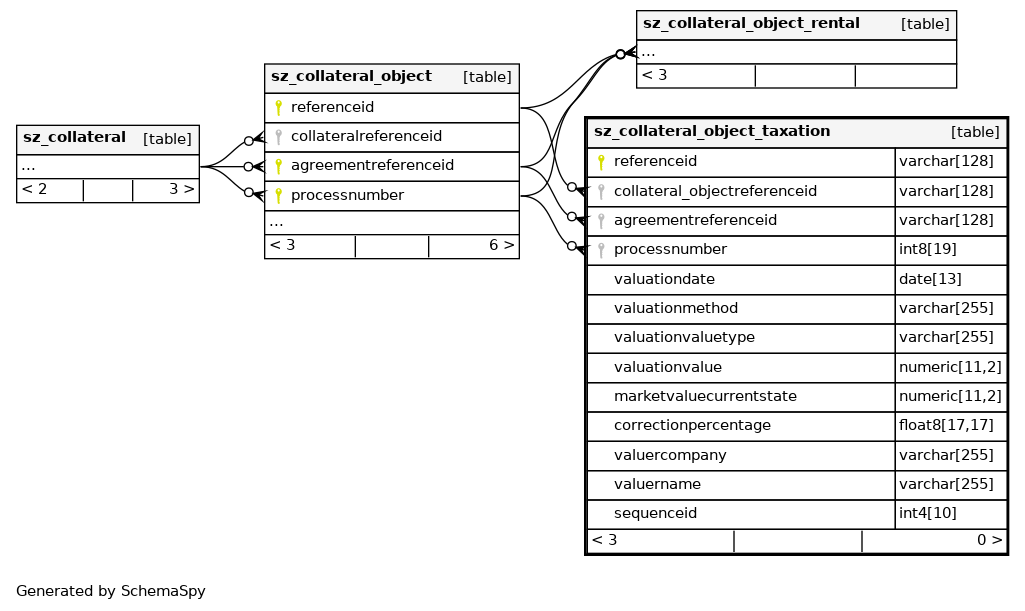 sz_collateral_object_rental [table]
...
< 3
sz_collateral_object [table]
referenceid
collateralreferenceid
agreementreferenceid
processnumber
...
< 3 6 >
sz_collateral [table]
...
< 2 3 >
sz_collateral_object_taxation [table]
referenceid varchar[128]
collateral_objectreferenceid varchar[128]
agreementreferenceid varchar[128]
processnumber int8[19]
valuationdate date[13]
valuationmethod varchar[255]
valuationvaluetype varchar[255]
valuationvalue numeric[11,2]
marketvaluecurrentstate numeric[11,2]
correctionpercentage float8[17,17]
valuercompany varchar[255]
valuername varchar[255]
sequenceid int4[10]
< 3 0 >
Generated by SchemaSpy